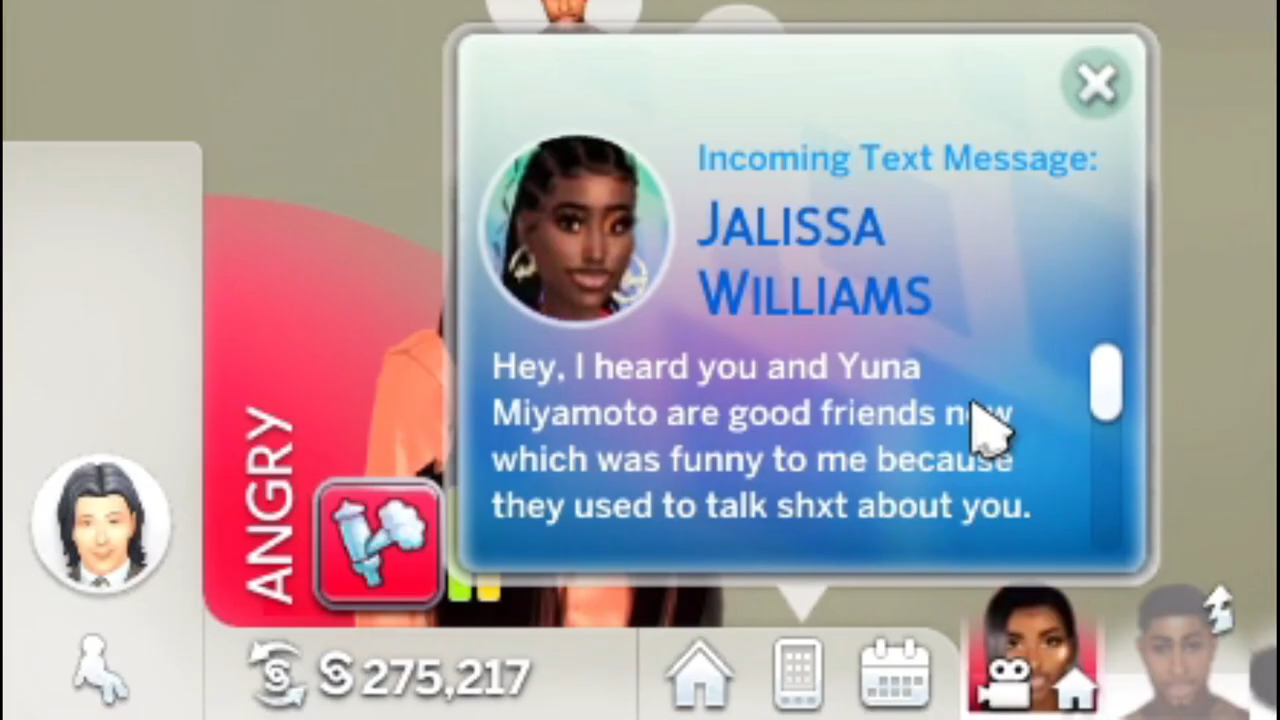 Incoming Text Message:
JALISSA
WILLIAMS
Hey, I heard you and Yuna
Miyamoto are good friends now
which was funny to me because
they used to talk shxt about you.
ANGRY
§ 275,217